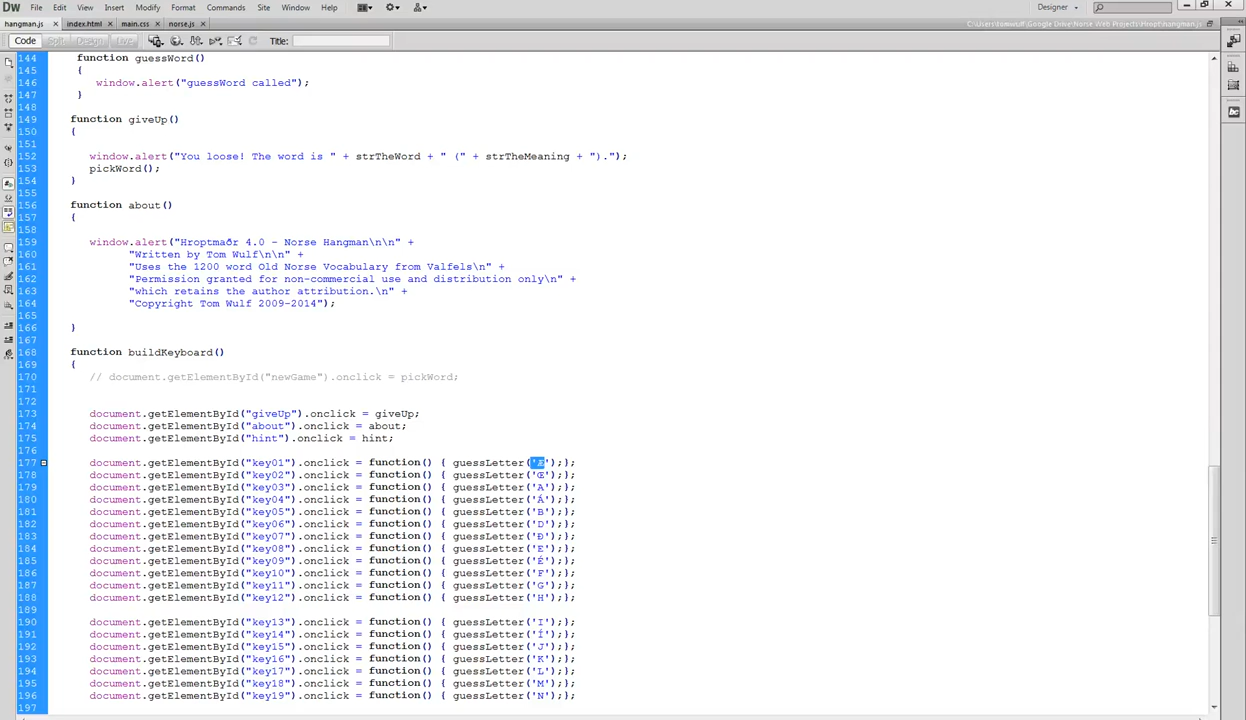 Dw File Edit View Insert Modify Format Commands Site Window Help Designer
hangman.js × index.html × main.css × norse.js ×
Code Split Design Live Title:
144 function guessWord()
145 {
146 window.alert("guessWord called");
147 }
148
149 function giveUp()
150 {
151
152 window.alert("You loose! The word is " + strTheWord + " (" + strTheMeaning + ").");
153 pickWord();
154 }
155
156 function about()
157 {
158
159 window.alert("Hroptmaðr 4.0 - Norse Hangman\n\n" +
160 "Written by Tom Wulf\n\n" +
161 "Uses the 1200 word Old Norse Vocabulary from Valfels\n" +
162 "Permission granted for non-commercial use and distribution only\n" +
163 "which retains the author attribution.\n" +
164 "Copyright Tom Wulf 2009-2014");
165
166 }
167
168 function buildKeyboard()
169 {
170 // document.getElementById("newGame").onclick = pickWord;
171
172
173 document.getElementById("giveUp").onclick = giveUp;
174 document.getElementById("about").onclick = about;
175 document.getElementById("hint").onclick = hint;
176
177 document.getElementById("key01").onclick = function() { guessLetter('Æ');};
178 document.getElementById("key02").onclick = function() { guessLetter('Œ');};
179 document.getElementById("key03").onclick = function() { guessLetter('A');};
180 document.getElementById("key04").onclick = function() { guessLetter('Á');};
181 document.getElementById("key05").onclick = function() { guessLetter('B');};
182 document.getElementById("key06").onclick = function() { guessLetter('D');};
183 document.getElementById("key07").onclick = function() { guessLetter('Ð');};
184 document.getElementById("key08").onclick = function() { guessLetter('E');};
185 document.getElementById("key09").onclick = function() { guessLetter('É');};
186 document.getElementById("key10").onclick = function() { guessLetter('F');};
187 document.getElementById("key11").onclick = function() { guessLetter('G');};
188 document.getElementById("key12").onclick = function() { guessLetter('H');};
189
190 document.getElementById("key13").onclick = function() { guessLetter('I');};
191 document.getElementById("key14").onclick = function() { guessLetter('Í');};
192 document.getElementById("key15").onclick = function() { guessLetter('J');};
193 document.getElementById("key16").onclick = function() { guessLetter('K');};
194 document.getElementById("key17").onclick = function() { guessLetter('L');};
195 document.getElementById("key18").onclick = function() { guessLetter('M');};
196 document.getElementById("key19").onclick = function() { guessLetter('N');};
197